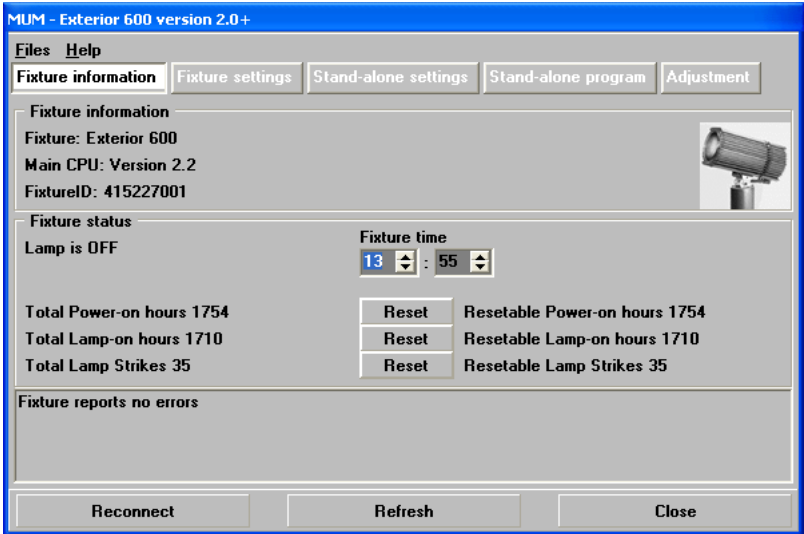 MUM - Exterior 600 version 2.0+
Files Help
Fixture information Fixture settings Stand-alone settings Stand-alone program Adjustment
Fixture information
Fixture: Exterior 600
Main CPU: Version 2.2
FixtureID: 415227001
Fixture status
Lamp is OFF
Fixture time
13 : 55
Total Power-on hours 1754 Reset Resetable Power-on hours 1754
Total Lamp-on hours 1710 Reset Resetable Lamp-on hours 1710
Total Lamp Strikes 35 Reset Resetable Lamp Strikes 35
Fixture reports no errors
Reconnect Refresh Close